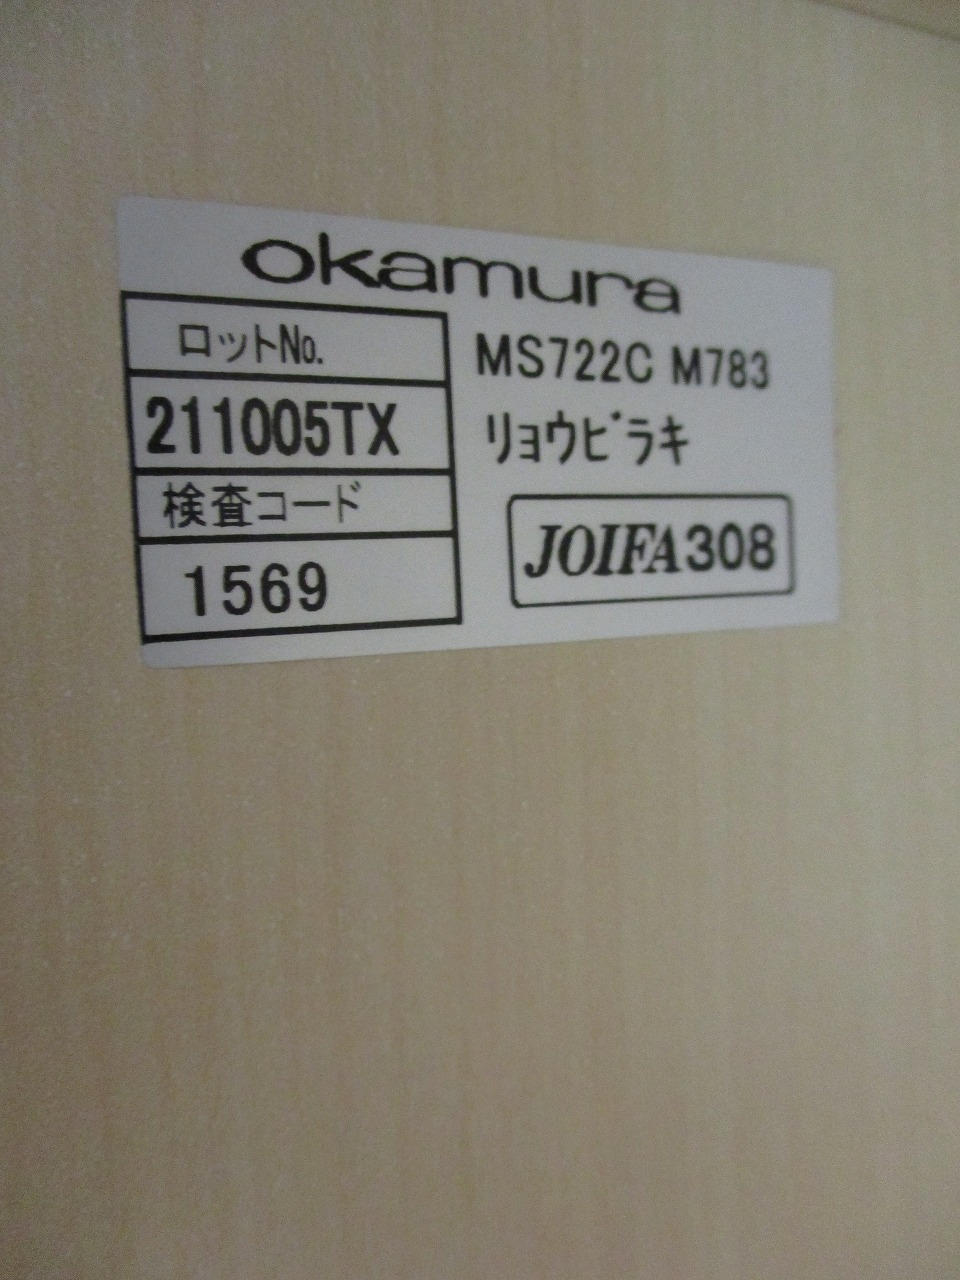 okamura
ロットNo.
211005TX
検査コード
1569
MS722C M783
リョウビラキ
JOIFA308